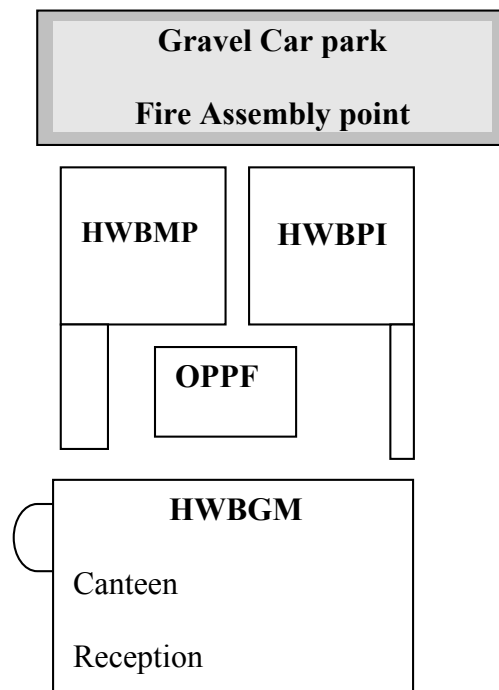 Gravel Car park
Fire Assembly point
HWBMP
HWBPI
OPPF
HWBGM
Canteen
Reception